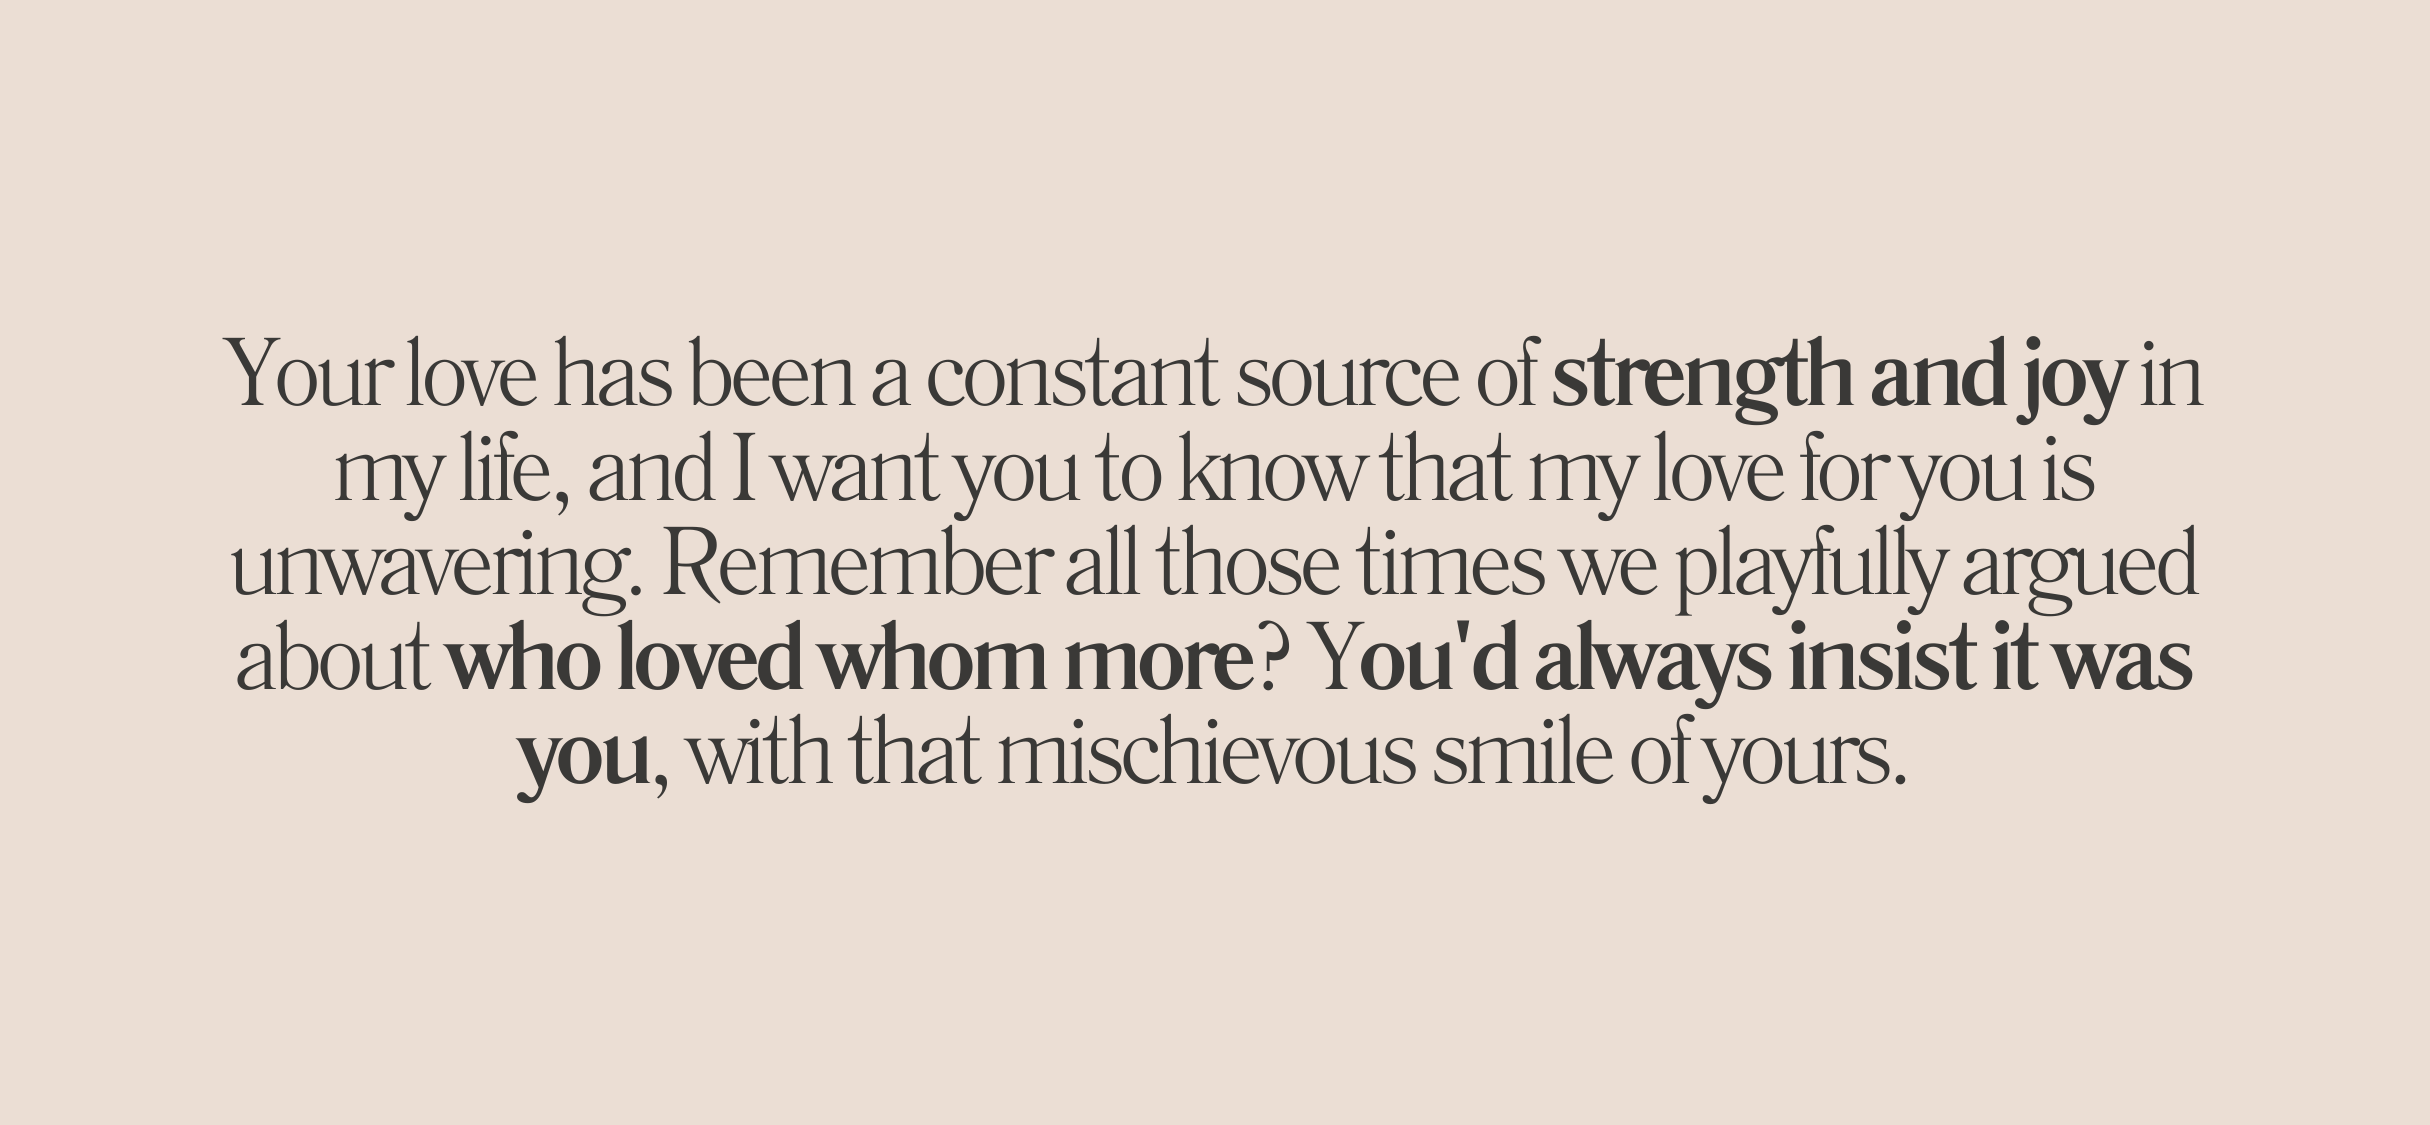 Your love has been a constant source of strength and joy in
my life, and I want you to know that my love for you is
unwavering. Remember all those times we playfully argued
about who loved whom more? You'd always insist it was
you, with that mischievous smile of yours.